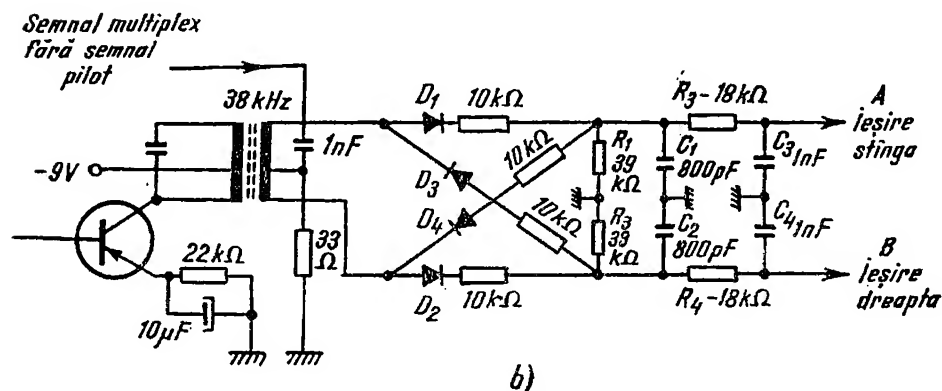 Semnal multiplex
fără semnal
pilot
38 kHz
-9V
1nF
22kΩ
10μF
33
Ω
D1
10kΩ
D3
10kΩ
D4
10kΩ
D2
10kΩ
R1
39
kΩ
R3
39
kΩ
C1
800pF
C2
800pF
R3-18kΩ
R4-18kΩ
C3 1nF
C4 1nF
A
Ieșire
stînga
B
Ieșire
dreapta
b)